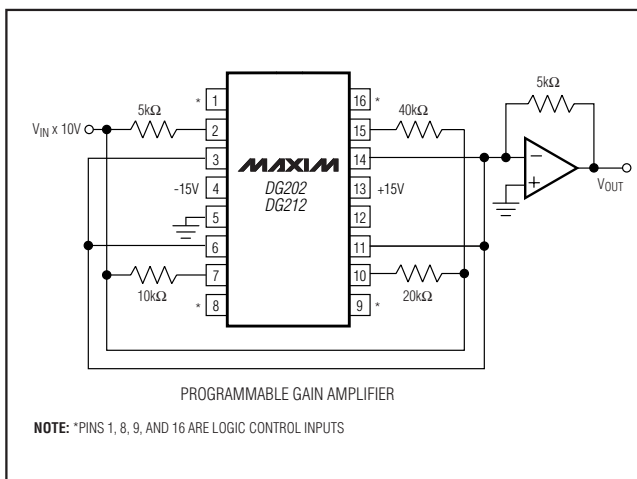 5kΩ
* 1
16 *
5kΩ
40kΩ
V_IN x 10V
2
15
3
MAXIM
14
−
-15V
4
DG202
DG212
13
+15V
+
V_OUT
5
12
6
11
7
10
10kΩ
20kΩ
* 8
9 *
PROGRAMMABLE GAIN AMPLIFIER
NOTE: *PINS 1, 8, 9, AND 16 ARE LOGIC CONTROL INPUTS